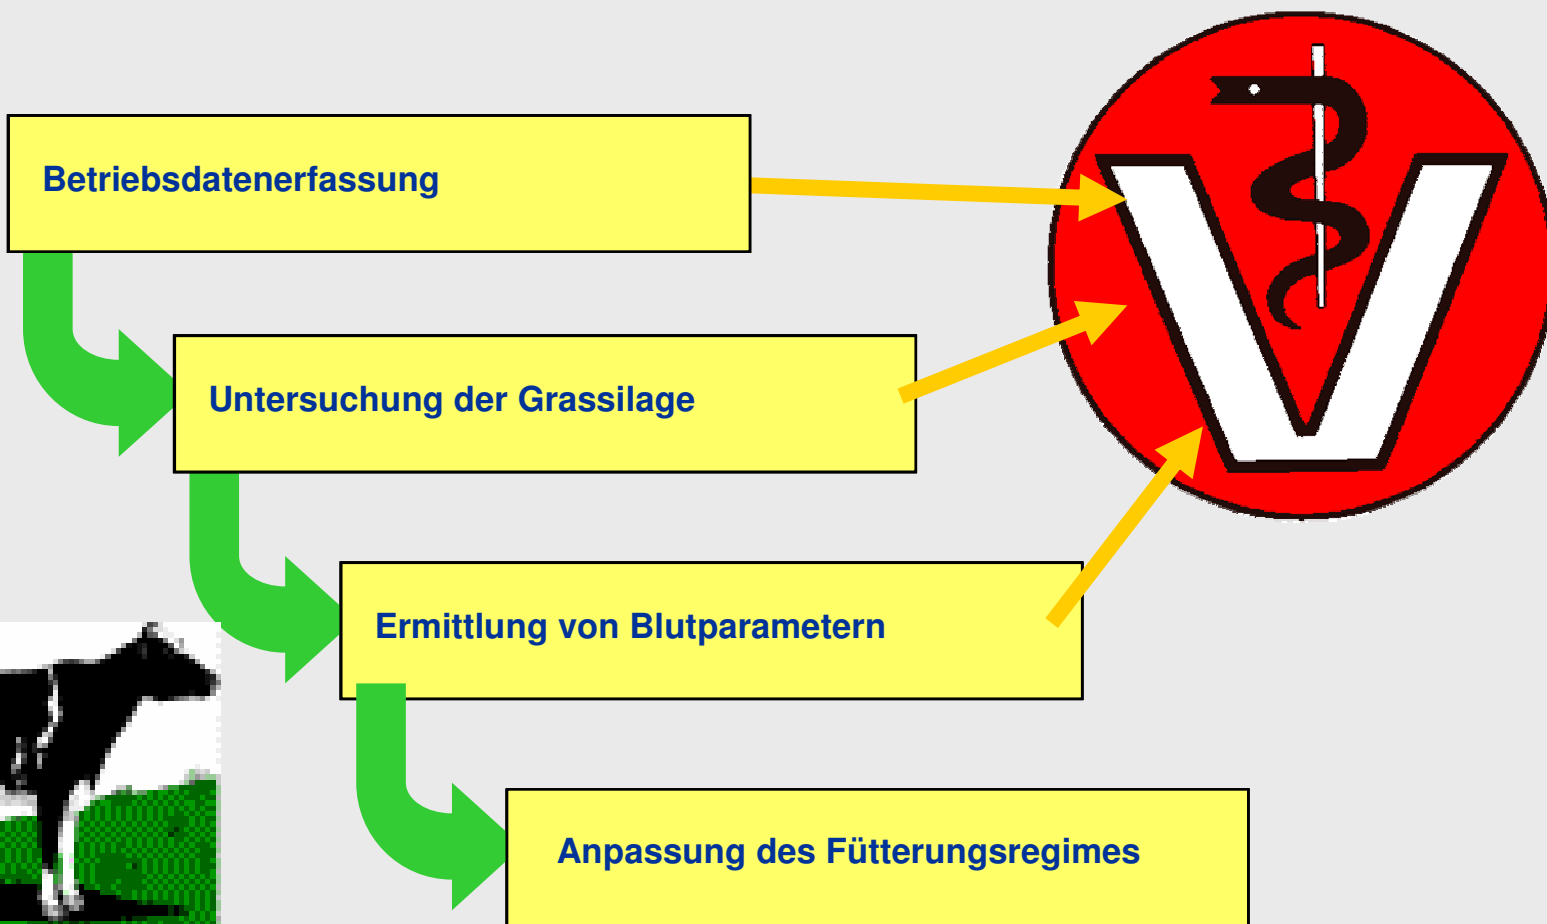 Betriebsdatenerfassung
Untersuchung der Grassilage
Ermittlung von Blutparametern
Anpassung des Fütterungsregimes